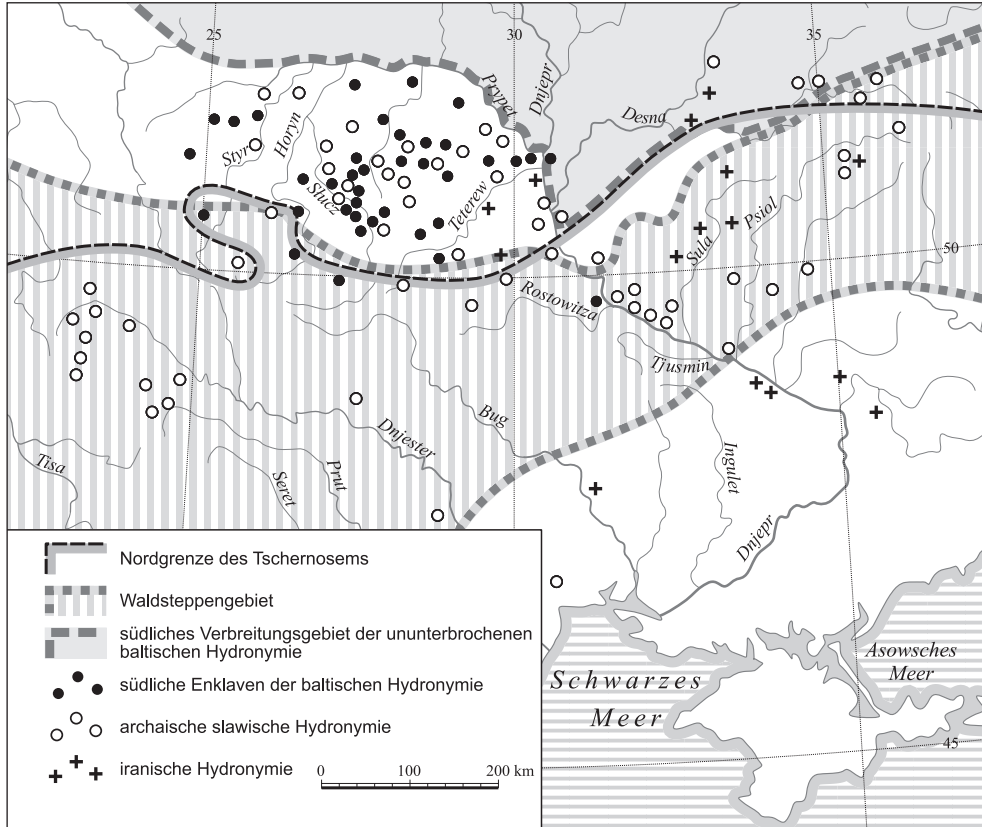 25
30
35
Prypet
Dnjepr
Desna
Styr
Horyn
Słucz
Teterew
Sula
Psiol
50
Rostowitza
Tjusmin
Bug
Dnjester
Ingulet
Tisa
Seret
Prut
Dnjepr
Nordgrenze des Tschernosems
Waldsteppengebiet
südliches Verbreitungsgebiet der ununterbrochenen
baltischen Hydronymie
südliche Enklaven der baltischen Hydronymie
archaische slawische Hydronymie
iranische Hydronymie
0 100 200 km
Schwarzes
Meer
Asowsches
Meer
45